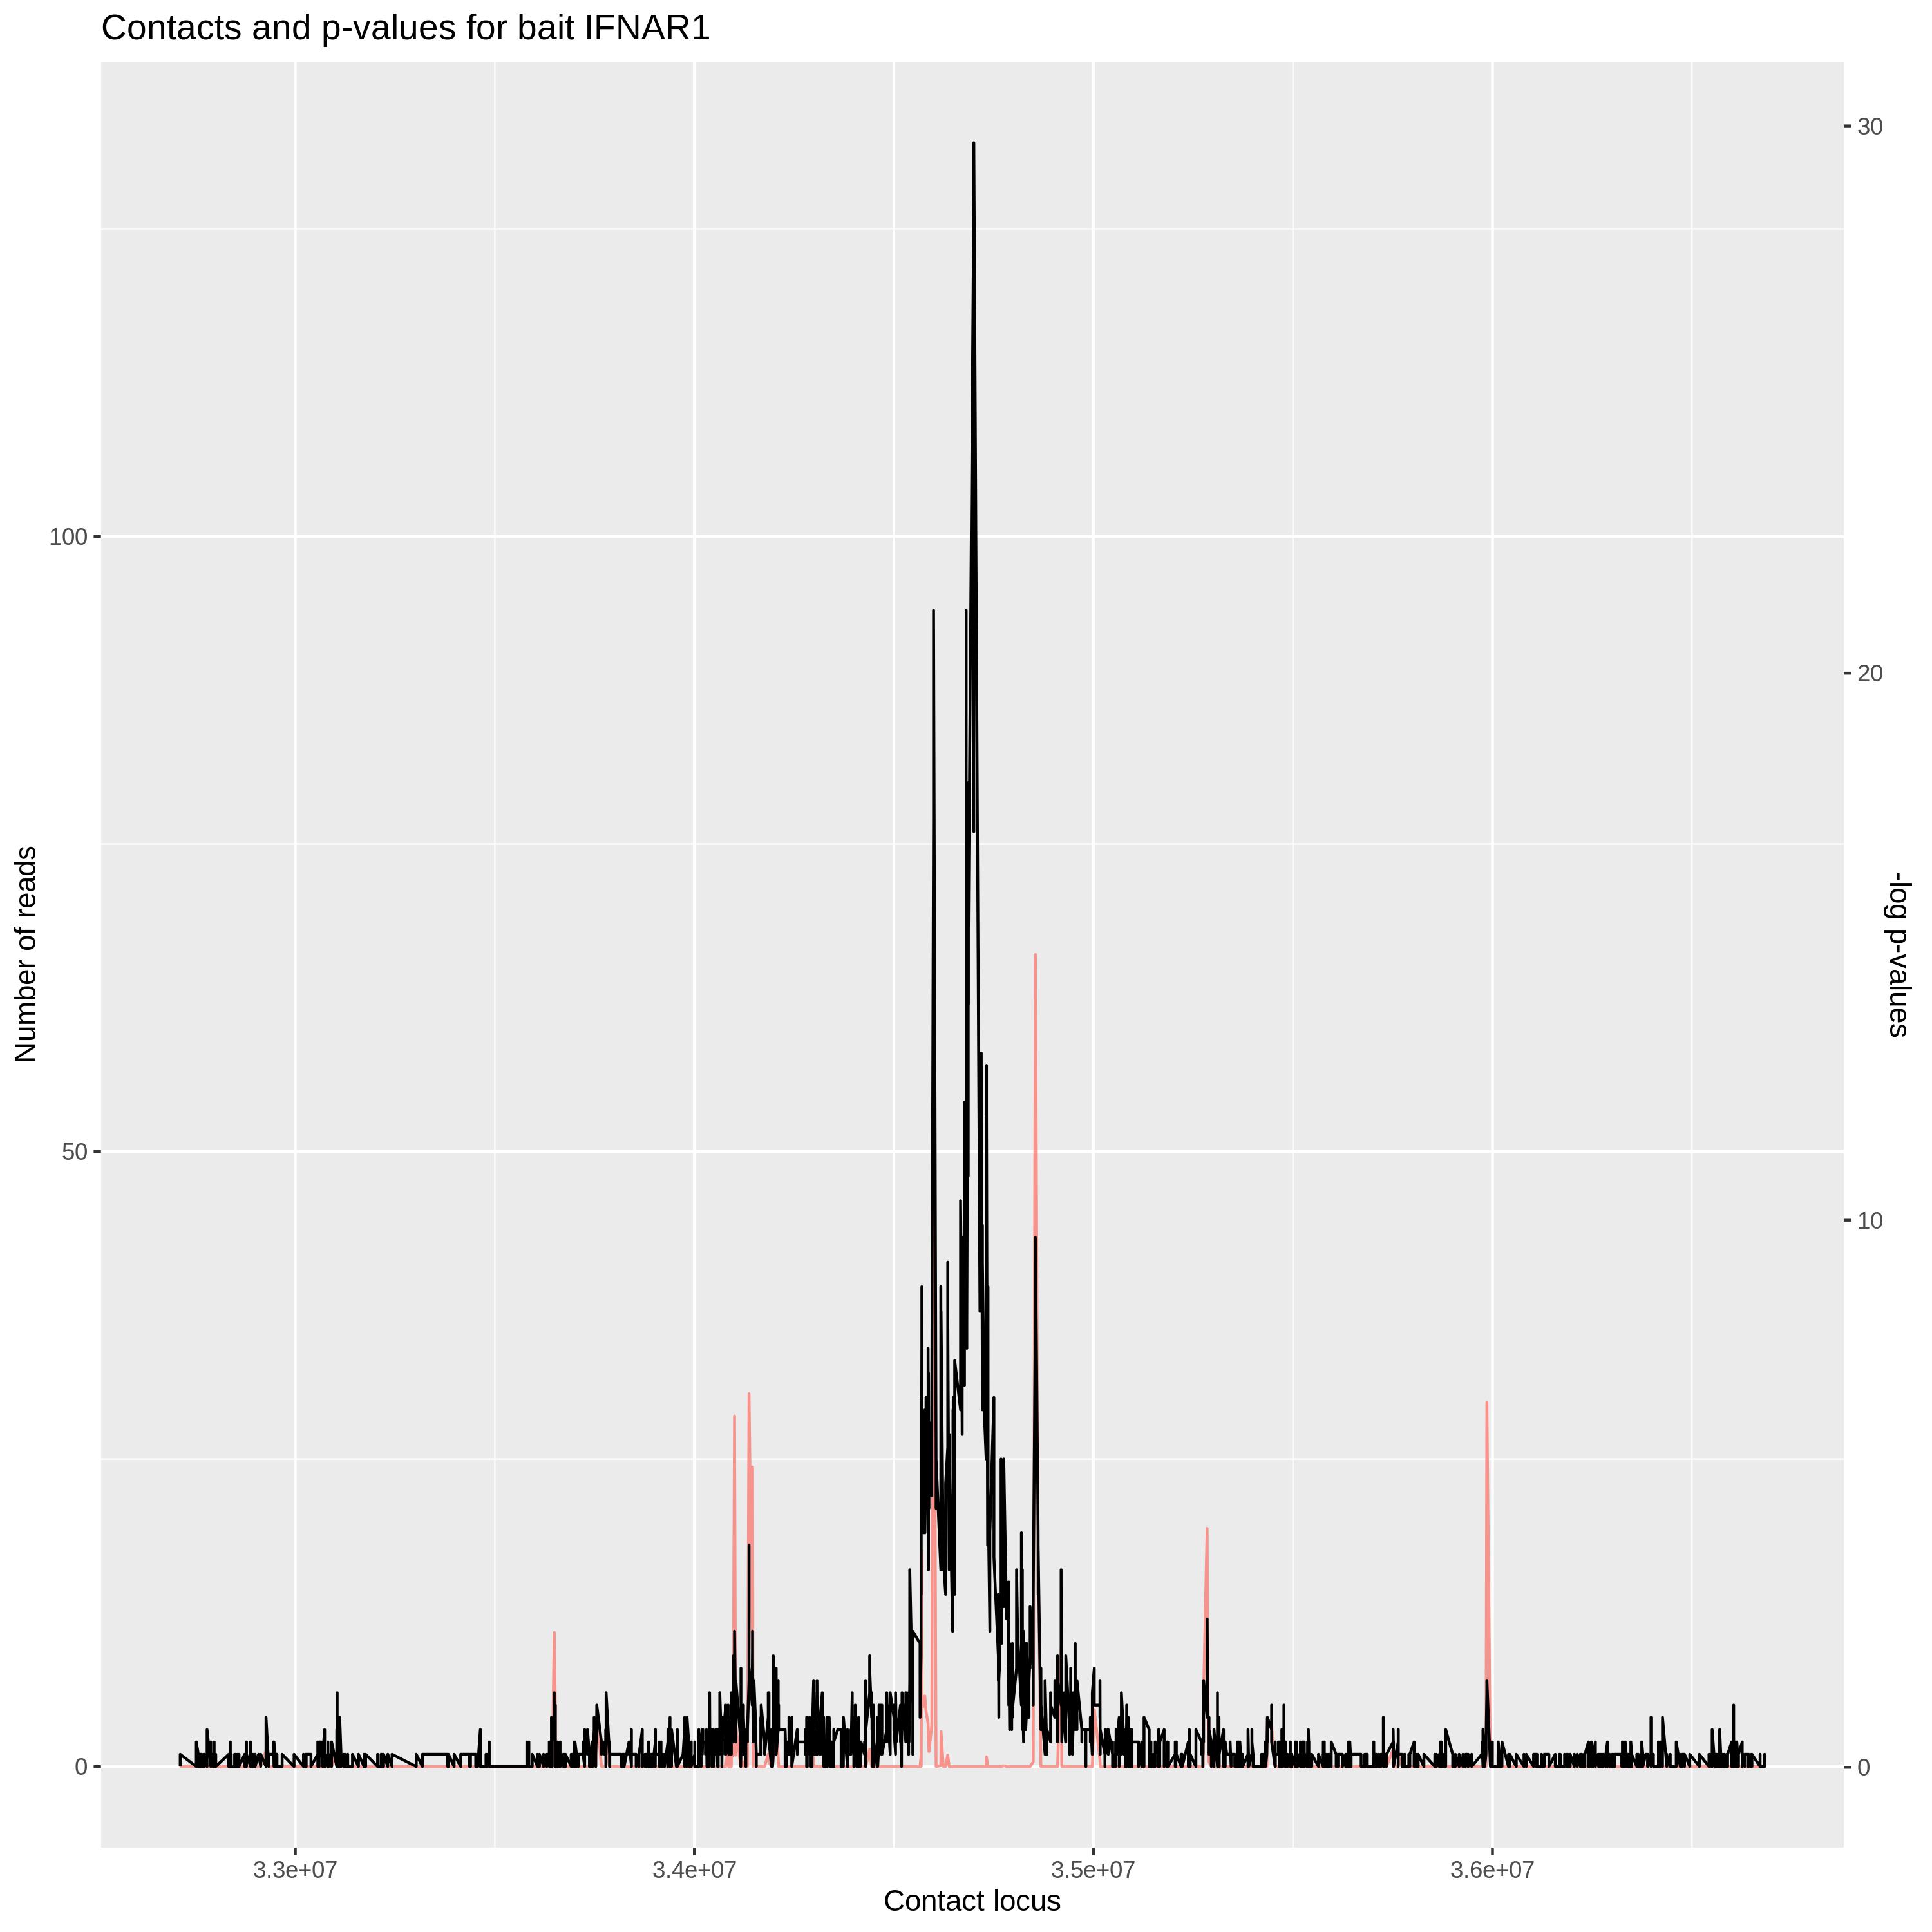 Contacts and p-values for bait IFNAR1
30
100
20
Number of reads
-log p-values
50
10
0
0
3.3e+07
3.4e+07
3.5e+07
3.6e+07
Contact locus